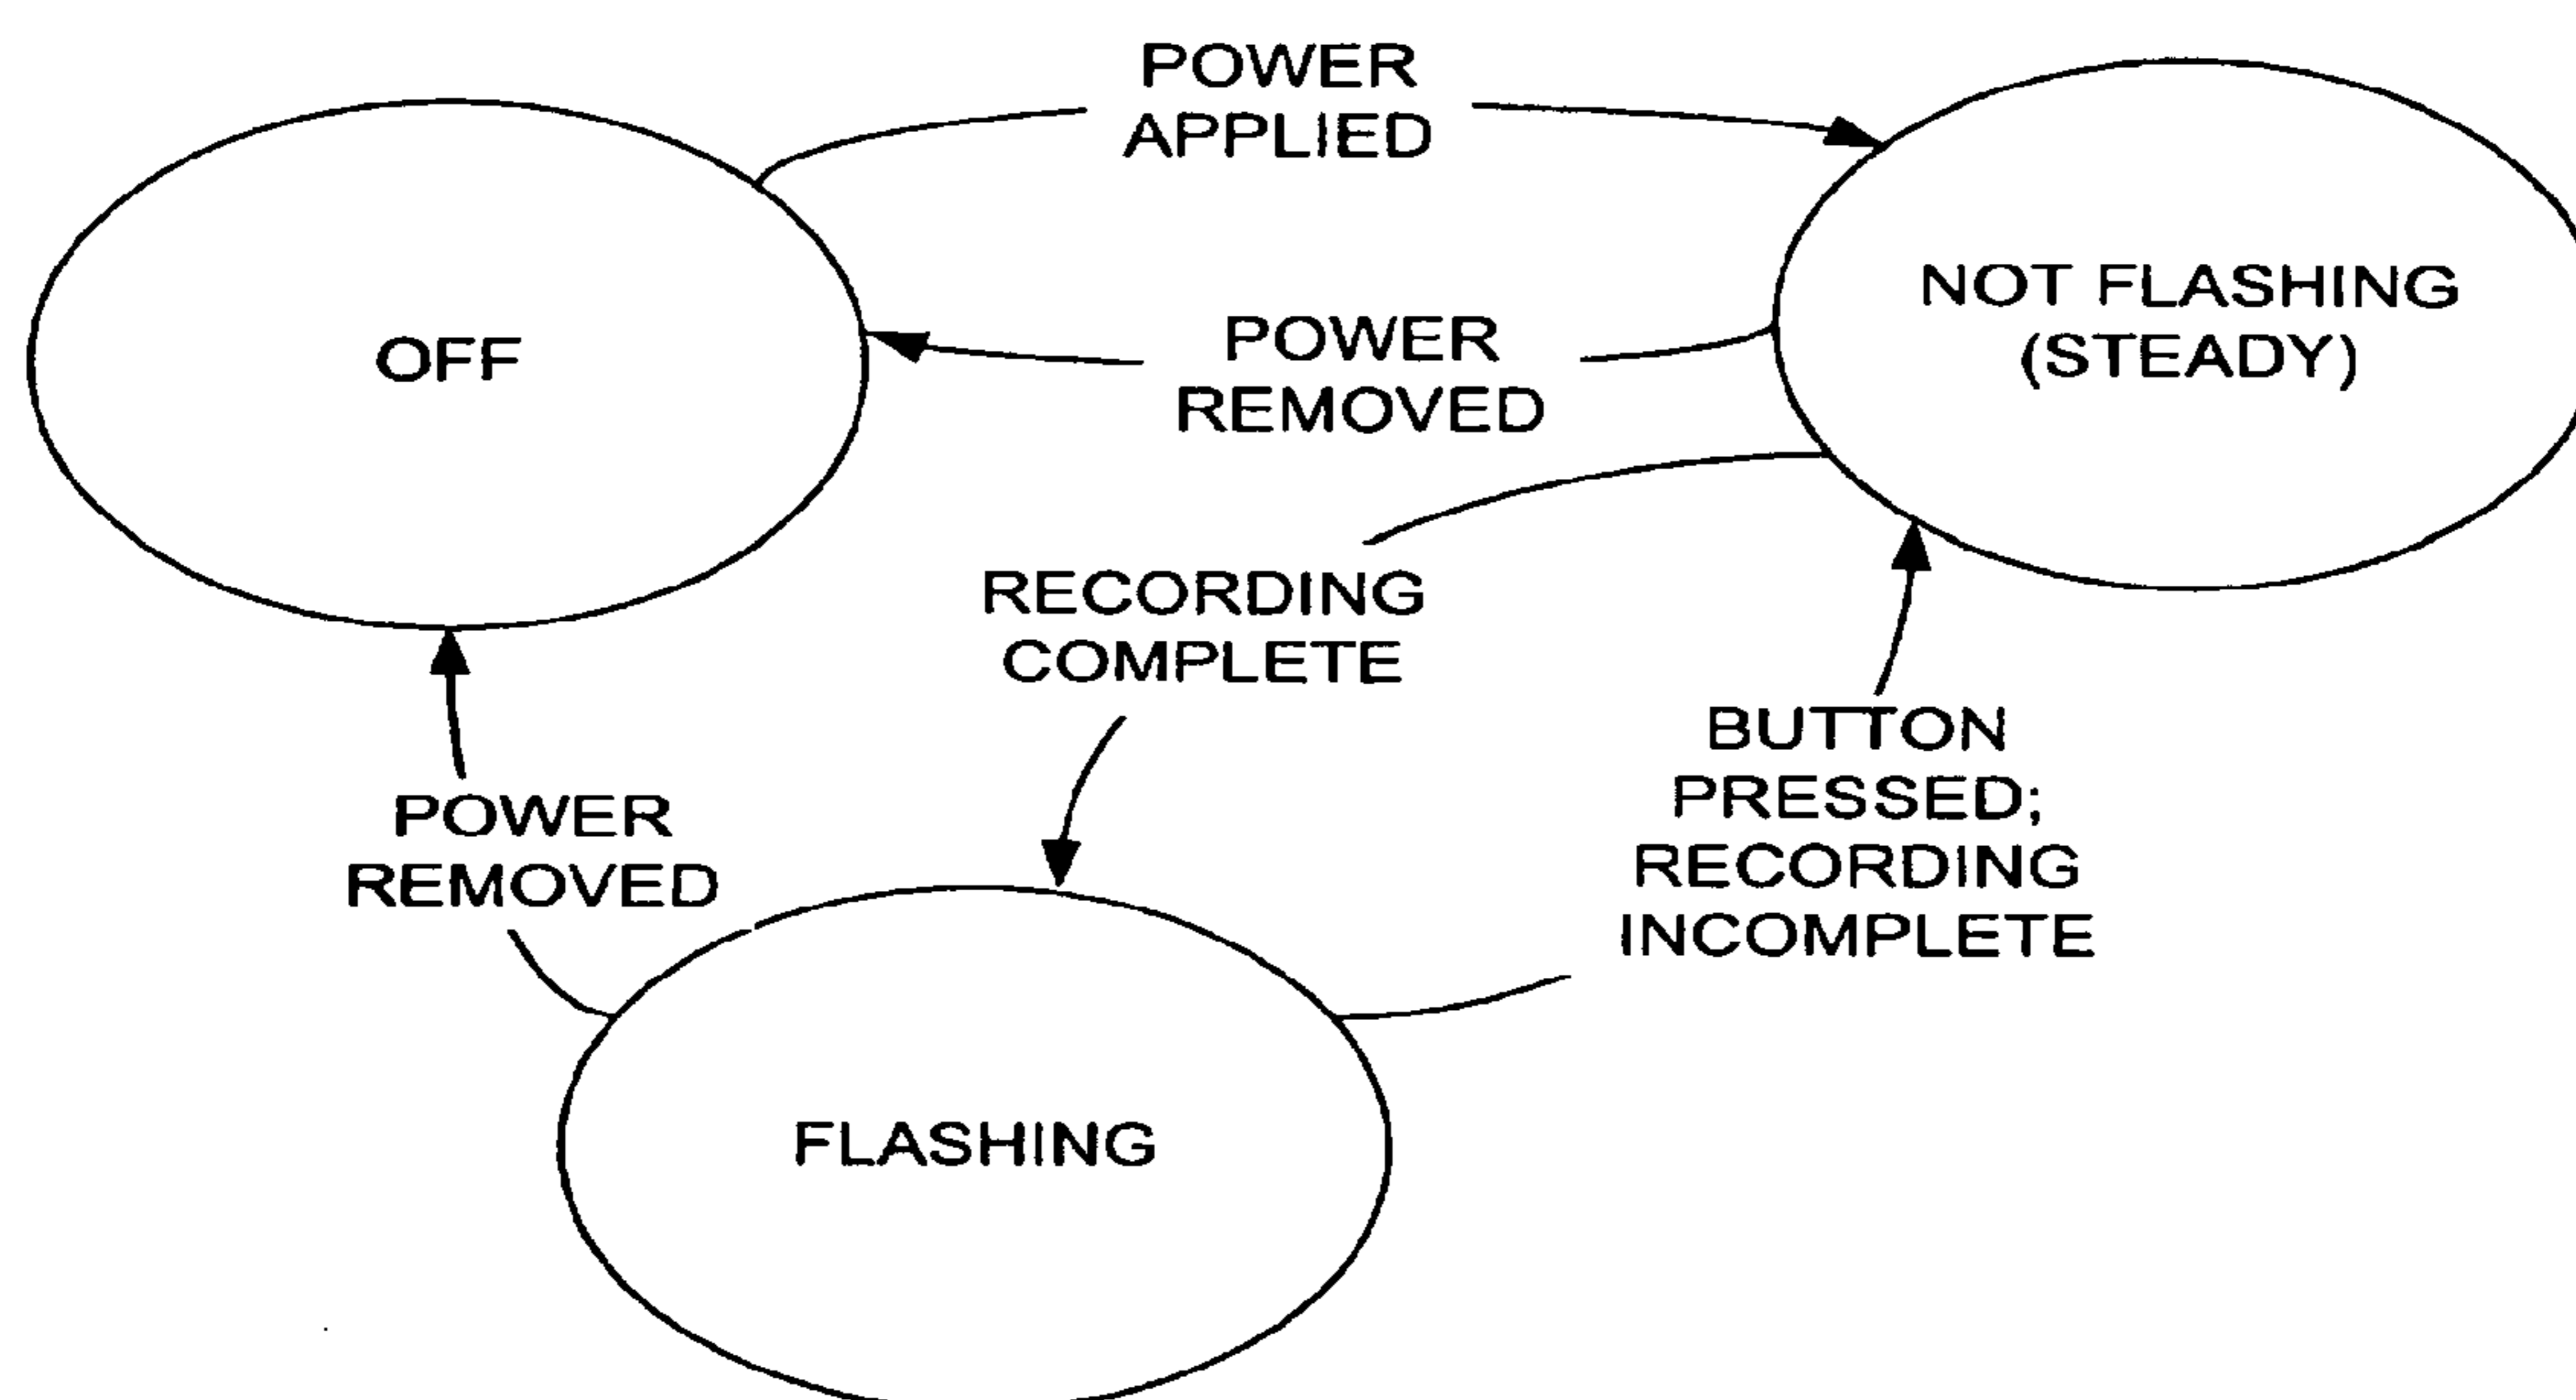 POWER
APPLIED
OFF
NOT FLASHING
(STEADY)
POWER
REMOVED
RECORDING
COMPLETE
BUTTON
PRESSED;
RECORDING
INCOMPLETE
POWER
REMOVED
FLASHING